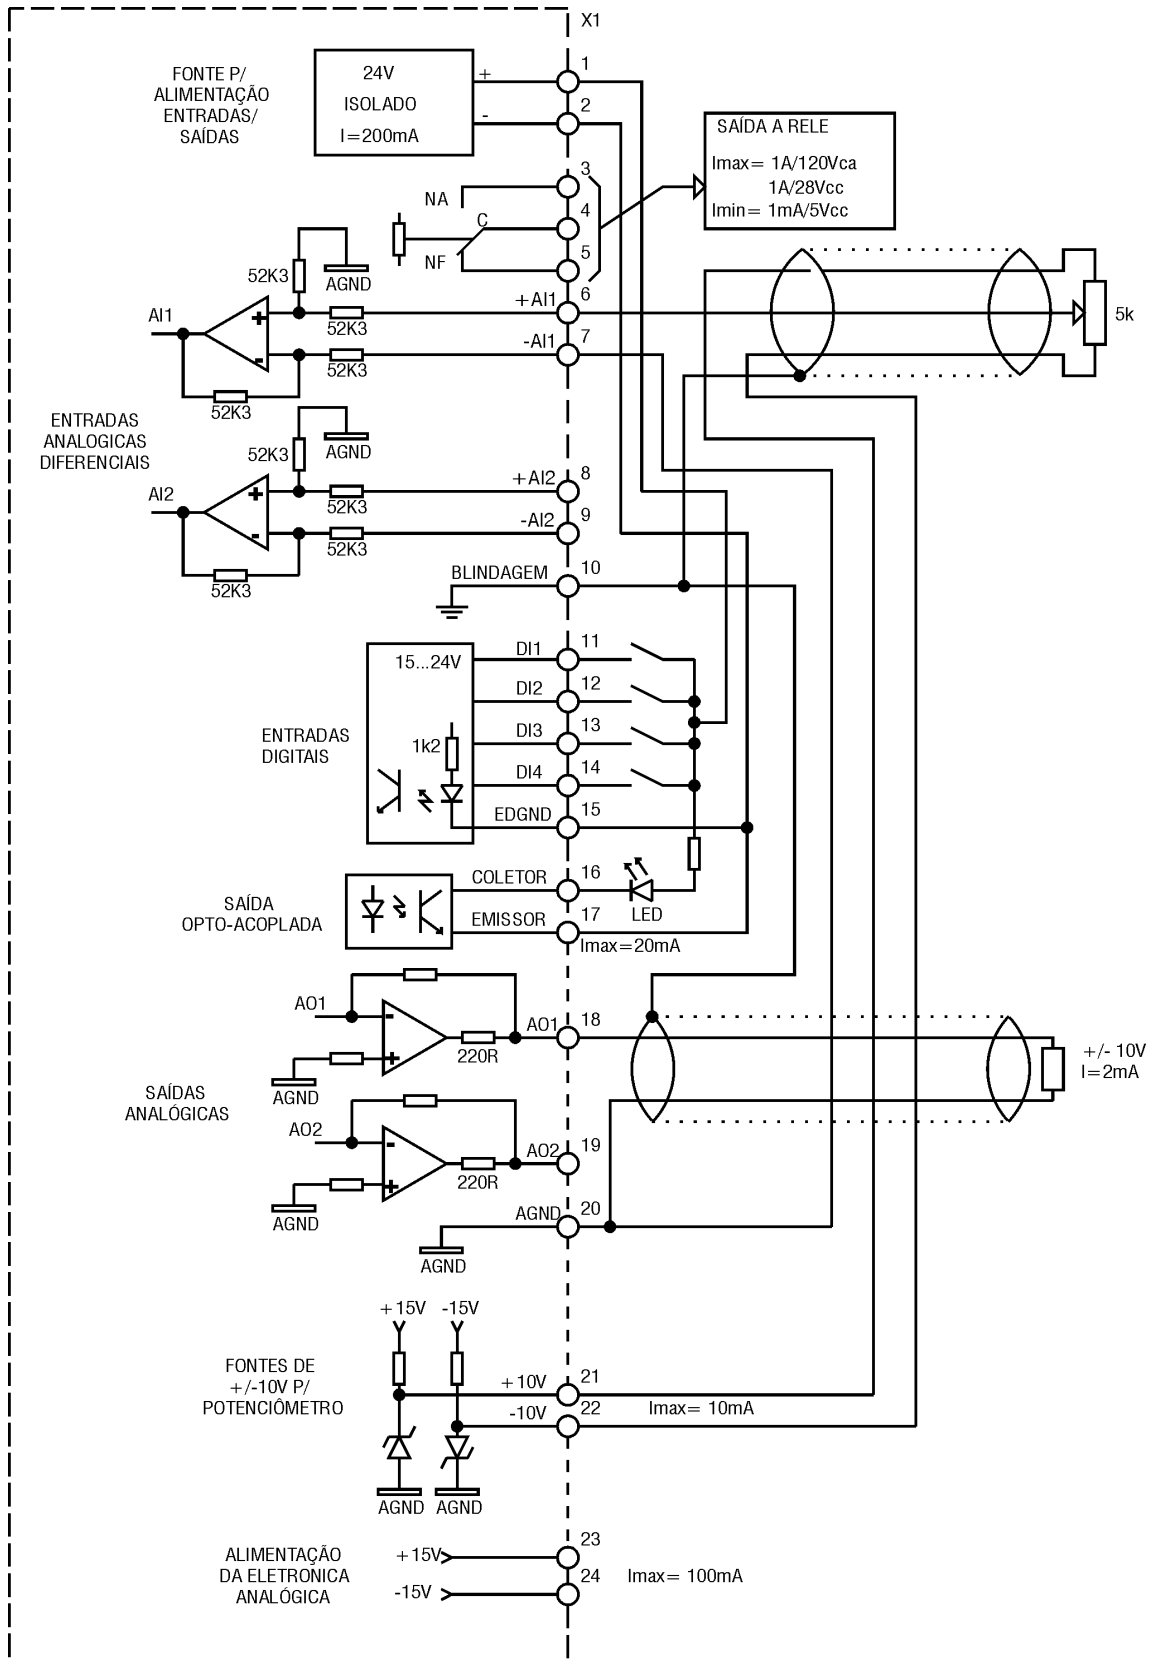 X1
FONTE P/
ALIMENTAÇÃO
ENTRADAS/
SAÍDAS
24V
ISOLADO
I=200mA
+
-
1
2
SAÍDA A RELE
Imax= 1A/120Vca
1A/28Vcc
Imin= 1mA/5Vcc
NA
C
NF
3
4
5
52K3
AGND
AI1
+
-
52K3
52K3
52K3
+AI1
-AI1
6
7
5k
ENTRADAS
ANALOGICAS
DIFERENCIAIS
52K3
AGND
AI2
+
-
52K3
52K3
52K3
+AI2
-AI2
8
9
BLINDAGEM
10
ENTRADAS
DIGITAIS
15...24V
1k2
DI1
11
DI2
12
DI3
13
DI4
14
EDGND
15
SAÍDA
OPTO-ACOPLADA
COLETOR
16
EMISSOR
17
LED
Imax=20mA
SAÍDAS
ANALÓGICAS
AO1
-
+
220R
AGND
AO1
18
+/- 10V
I=2mA
AO2
-
+
220R
AGND
AO2
19
AGND
20
AGND
+15V
-15V
FONTES DE
+/-10V P/
POTENCIÔMETRO
+10V
21
-10V
22
Imax= 10mA
AGND
AGND
ALIMENTAÇÃO
DA ELETRONICA
ANALÓGICA
+15V
23
-15V
24
Imax= 100mA